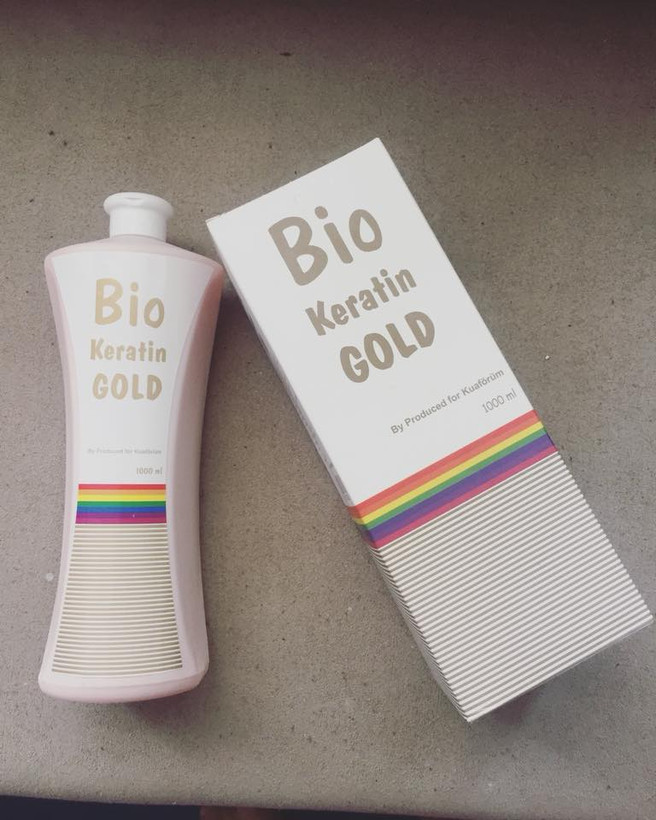 Bio
Keratin
GOLD
By Produced for Kuaförüm
1000 ml
Bio
Keratin
GOLD
By Produced for Kuaförüm
1000 ml